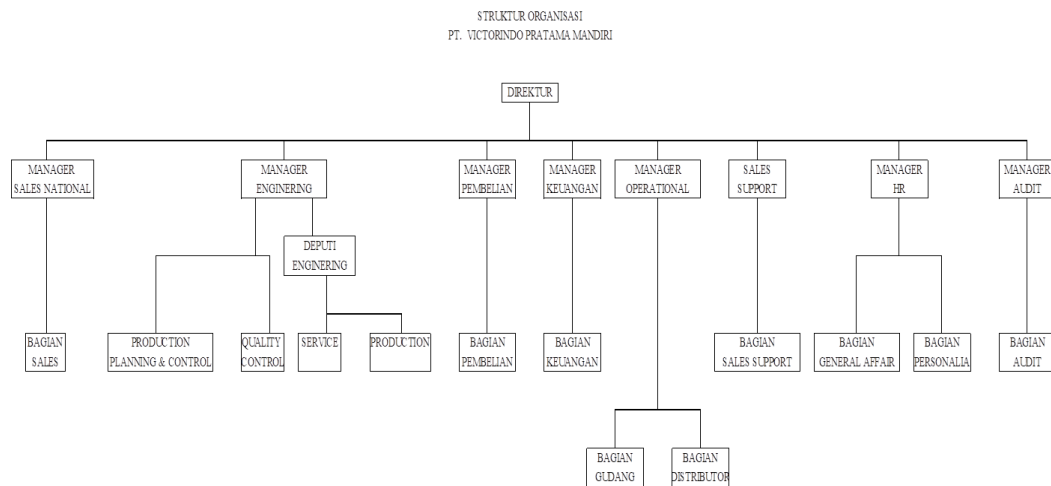 STRUKTUR ORGANISASI
PT. VICTORINDO PRATAMA MANDIRI
DIREKTUR
MANAGER
SALES NATIONAL
MANAGER
ENGINERING
MANAGER
PEMBELIAN
MANAGER
KEUANGAN
MANAGER
OPERATIONAL
SALES
SUPPORT
MANAGER
HR
MANAGER
AUDIT
DEPUTI
ENGINERING
BAGIAN
SALES
PRODUCTION
PLANNING & CONTROL
QUALITY
CONTROL
SERVICE
PRODUCTION
BAGIAN
PEMBELIAN
BAGIAN
KEUANGAN
BAGIAN
SALES SUPPORT
BAGIAN
GENERAL AFFAIR
BAGIAN
PERSONALIA
BAGIAN
AUDIT
BAGIAN
GUDANG
BAGIAN
DISTRIBUTOR